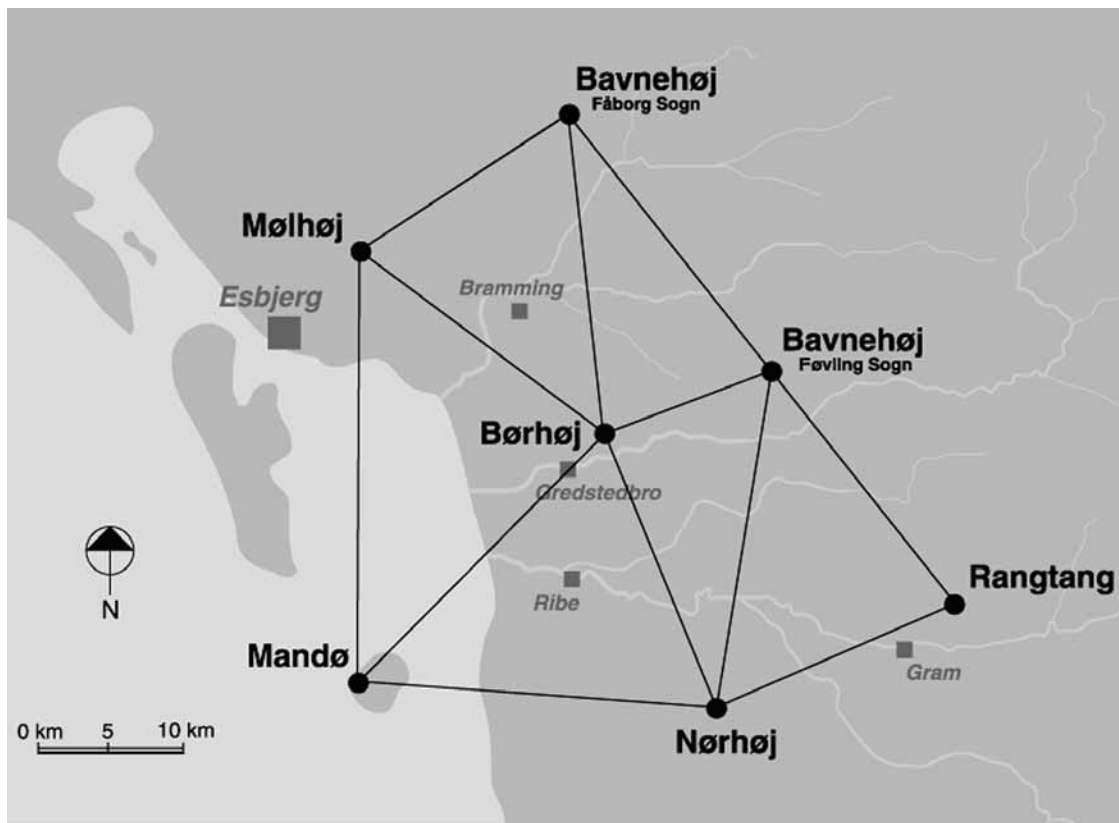 Bavnehøj
Fåborg Sogn
Mølhøj
Esbjerg
Bramming
Bavnehøj
Føvling Sogn
Børhøj
Gredstedbro
Rangtang
Ribe
N
Mandø
Gram
0 km 5 10 km
Nørhøj